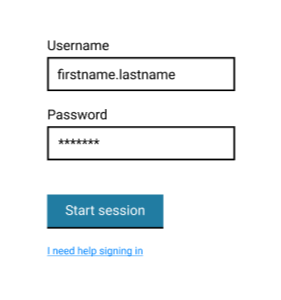 Username
firstname.lastname
Password
*******
Start session
I need help signing in